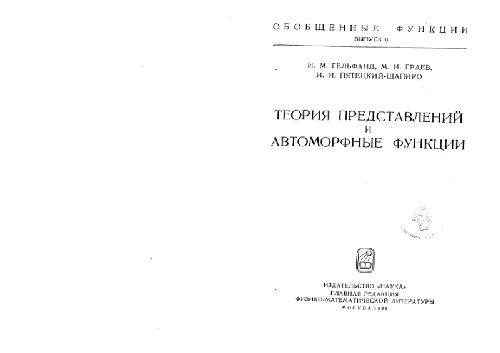 ОБОБЩЕННЫЕ ФУНКЦИИ
ВЫПУСК 6
И. М. ГЕЛЬФАНД, М. И. ГРАЕВ,
И. И. ПЯТЕЦКИЙ-ШАПИРО
ТЕОРИЯ ПРЕДСТАВЛЕНИЙ
И
АВТОМОРФНЫЕ ФУНКЦИИ
ИЗДАТЕЛЬСТВО «НАУКА»
ГЛАВНАЯ РЕДАКЦИЯ
ФИЗИКО-МАТЕМАТИЧЕСКОЙ ЛИТЕРАТУРЫ
МОСКВА